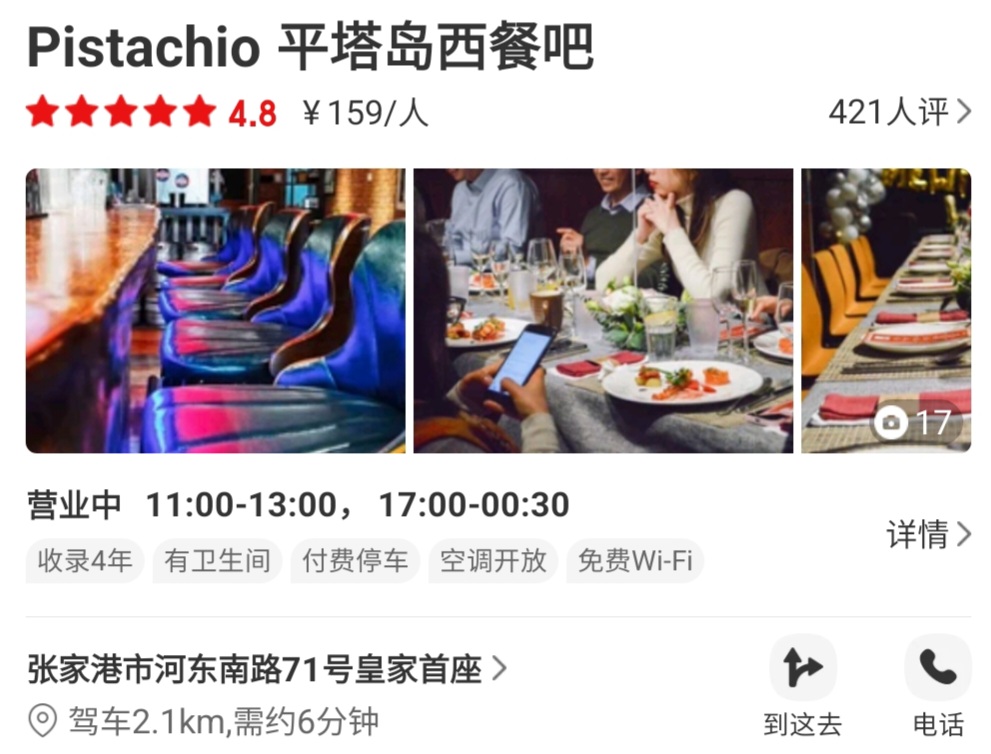 Pistachio 平塔岛西餐吧
4.8 ¥159/人 421人评
17
营业中 11:00-13:00， 17:00-00:30
详情
收录4年 有卫生间 付费停车 空调开放 免费Wi-Fi
张家港市河东南路71号皇家首座
驾车2.1km,需约6分钟
到这去 电话